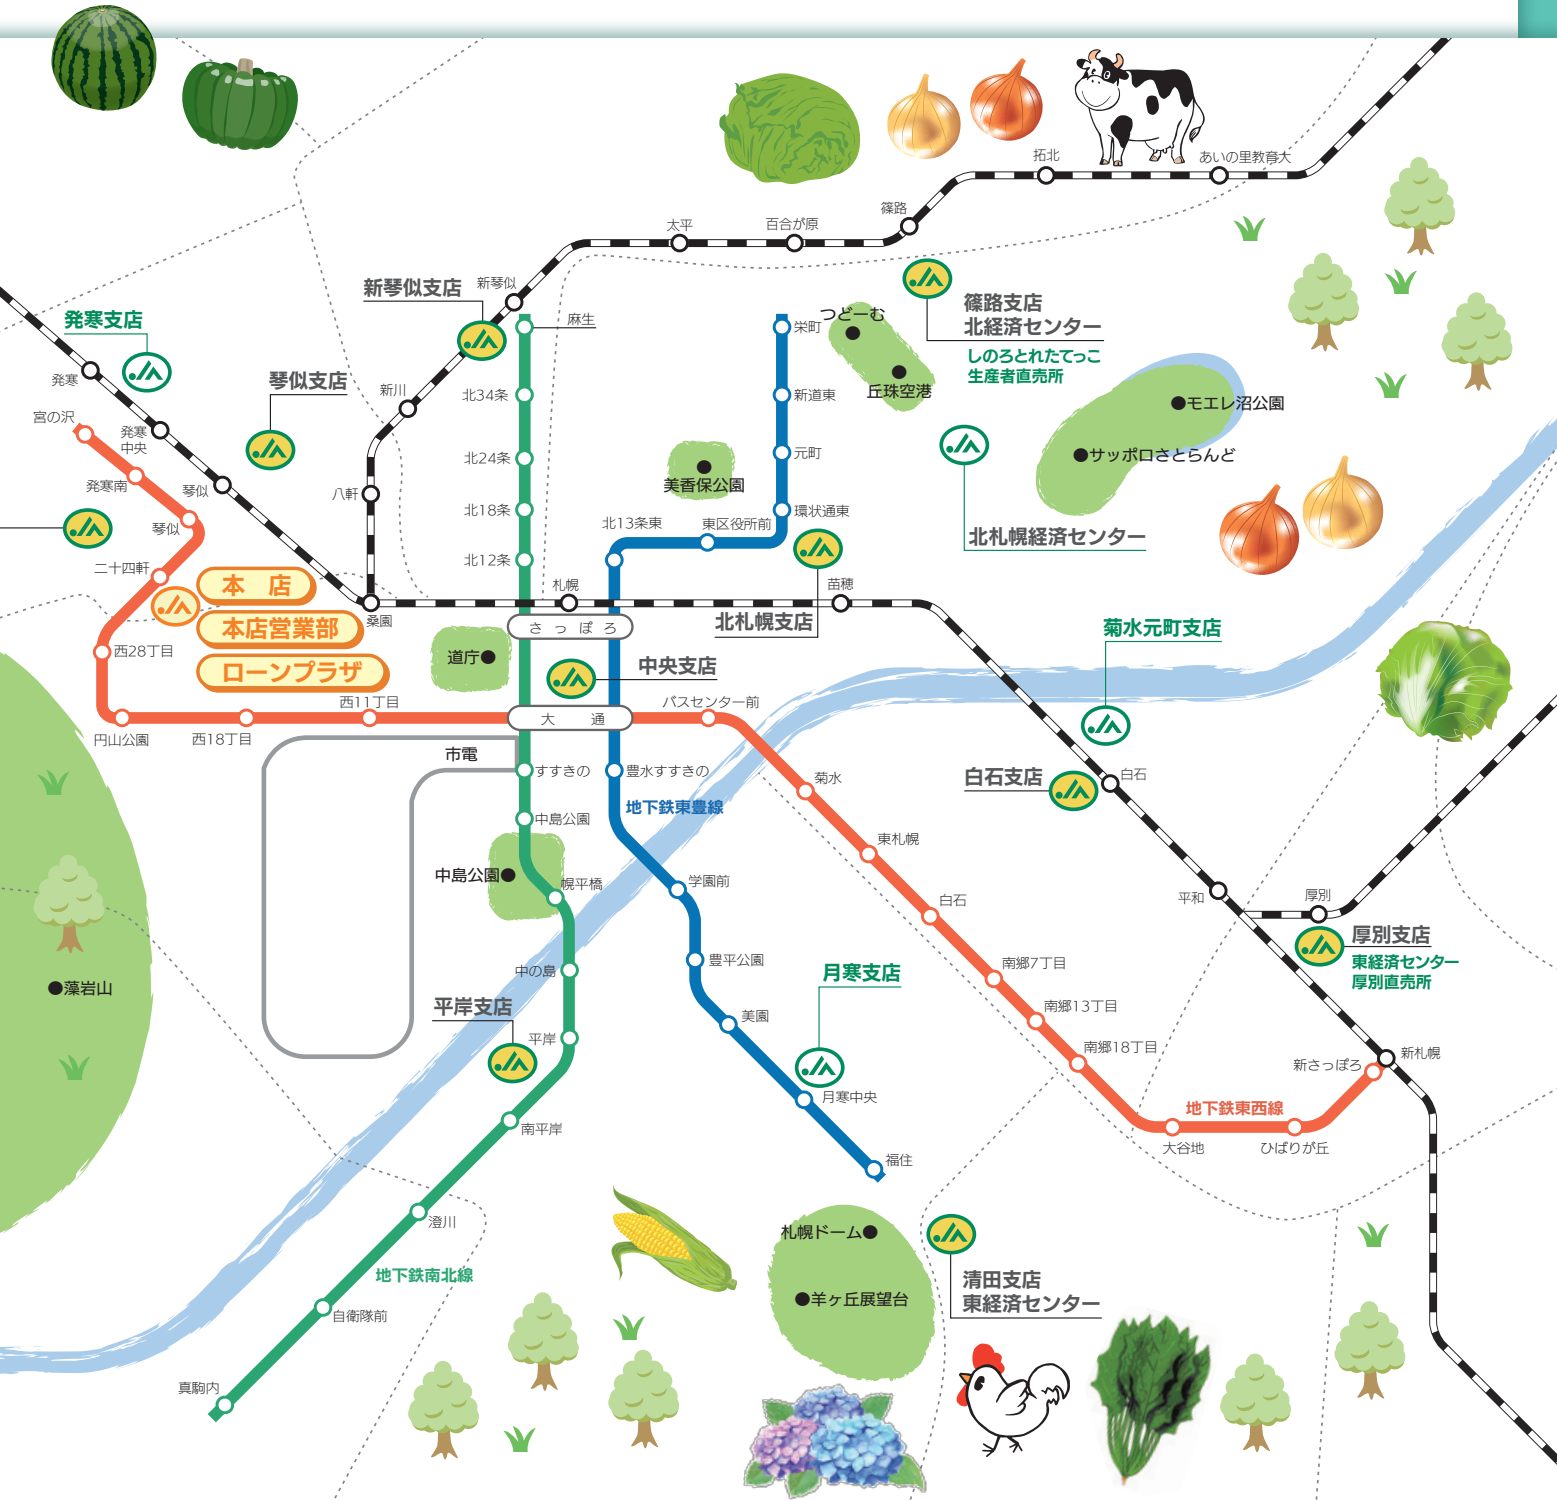 拓北
あいの里教育大
篠路
太平
百合が原
新琴似支店
新琴似
篠路支店
北経済センター
しのろとれたてっこ
生産者直売所
発寒支店
麻生
つどーむ
栄町
発寒
琴似支店
新川
北34条
新道東
丘珠空港
モエレ沼公園
宮の沢
発寒
中央
北24条
元町
サッポロさとらんど
発寒南
琴似
八軒
美香保公園
北18条
環状通東
琴似
北13条東
東区役所前
北札幌経済センター
二十四軒
北12条
札幌
苗穂
本 店
本店営業部
ローンプラザ
桑園
さっぽろ
北札幌支店
菊水元町支店
西28丁目
道庁
中央支店
西11丁目
バスセンター前
円山公園
西18丁目
大 通
市電
すすきの
豊水すすきの
菊水
白石支店
白石
地下鉄東豊線
中島公園
東札幌
中島公園
幌平橋
学園前
白石
平和
厚別
厚別支店
東経済センター
厚別直売所
中の島
豊平公園
月寒支店
南郷7丁目
藻岩山
平岸支店
美園
南郷13丁目
平岸
南郷18丁目
新さっぽろ
新札幌
月寒中央
地下鉄東西線
南平岸
大谷地
ひばりが丘
福住
澄川
札幌ドーム
地下鉄南北線
清田支店
東経済センター
羊ヶ丘展望台
自衛隊前
真駒内